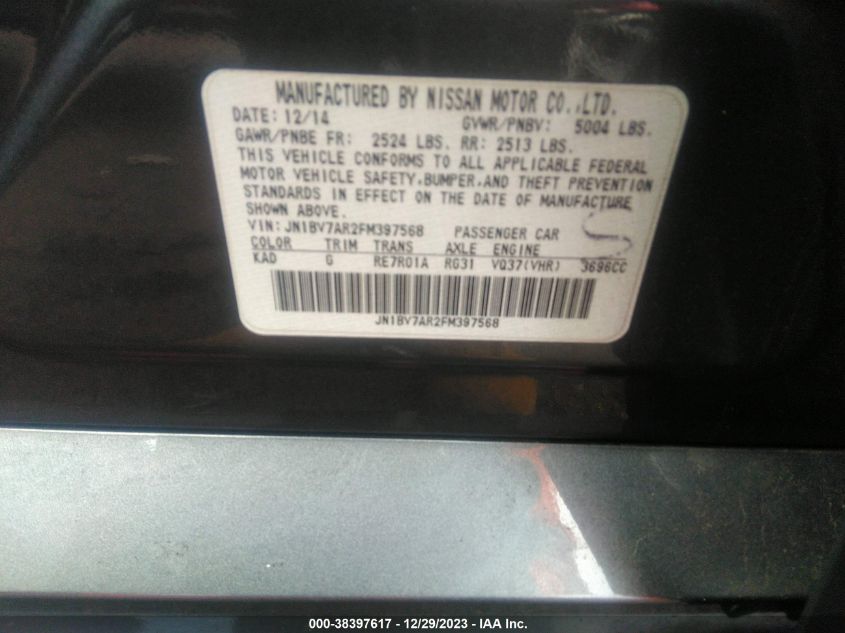 MANUFACTURED BY NISSAN MOTOR CO.,LTD.
DATE: 12/14 GVWR/PNBV: 5004 LBS.
GAWR/PNBE FR: 2524 LBS. RR: 2513 LBS.
THIS VEHICLE CONFORMS TO ALL APPLICABLE FEDERAL
MOTOR VEHICLE SAFETY,BUMPER,AND THEFT PREVENTION
STANDARDS IN EFFECT ON THE DATE OF MANUFACTURE
SHOWN ABOVE.
VIN: JN1BV7AR2FM397568 PASSENGER CAR
COLOR TRIM TRANS AXLE ENGINE
KAD G RE7R01A RG31 VQ37(VHR) 3696CC
JN1BV7AR2FM397568
000-38397617 - 12/29/2023 - IAA Inc.